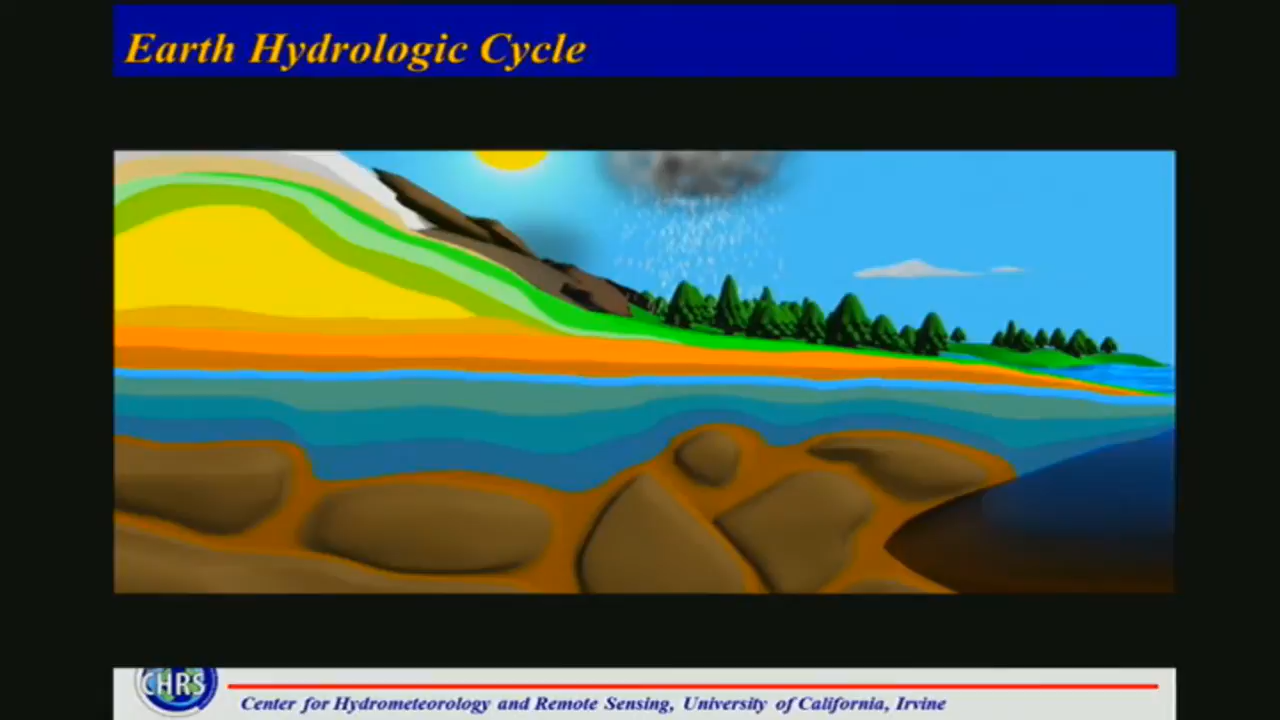 Earth Hydrologic Cycle
CHRS
Center for Hydrometeorology and Remote Sensing, University of California, Irvine